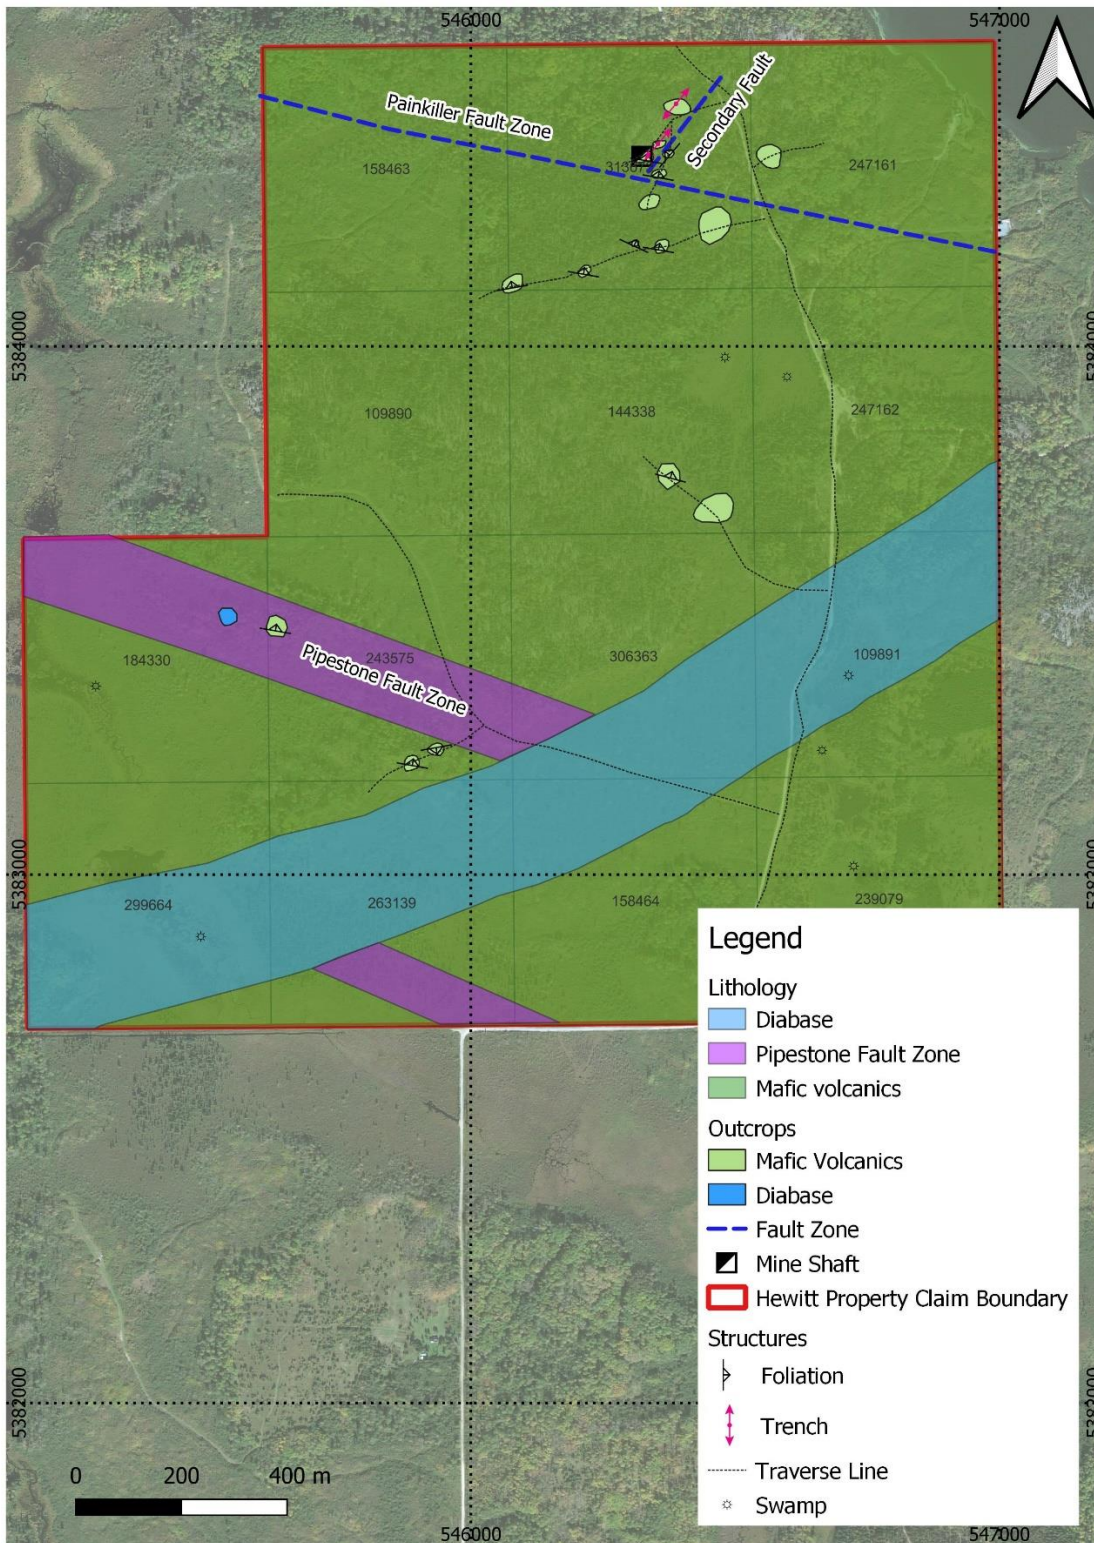 546000
547000
Painkiller Fault Zone
Secondary Fault
158463
247161
5384000
5384000
109890
144338
247162
184330
243575
306363
109891
Pipestone Fault Zone
5383000
5383000
299664
263139
158464
239079
Legend
Lithology
Diabase
Pipestone Fault Zone
Mafic volcanics
Outcrops
Mafic Volcanics
Diabase
Fault Zone
Mine Shaft
Hewitt Property Claim Boundary
Structures
Foliation
Trench
Traverse Line
Swamp
5382000
5382000
0 200 400 m
546000
547000